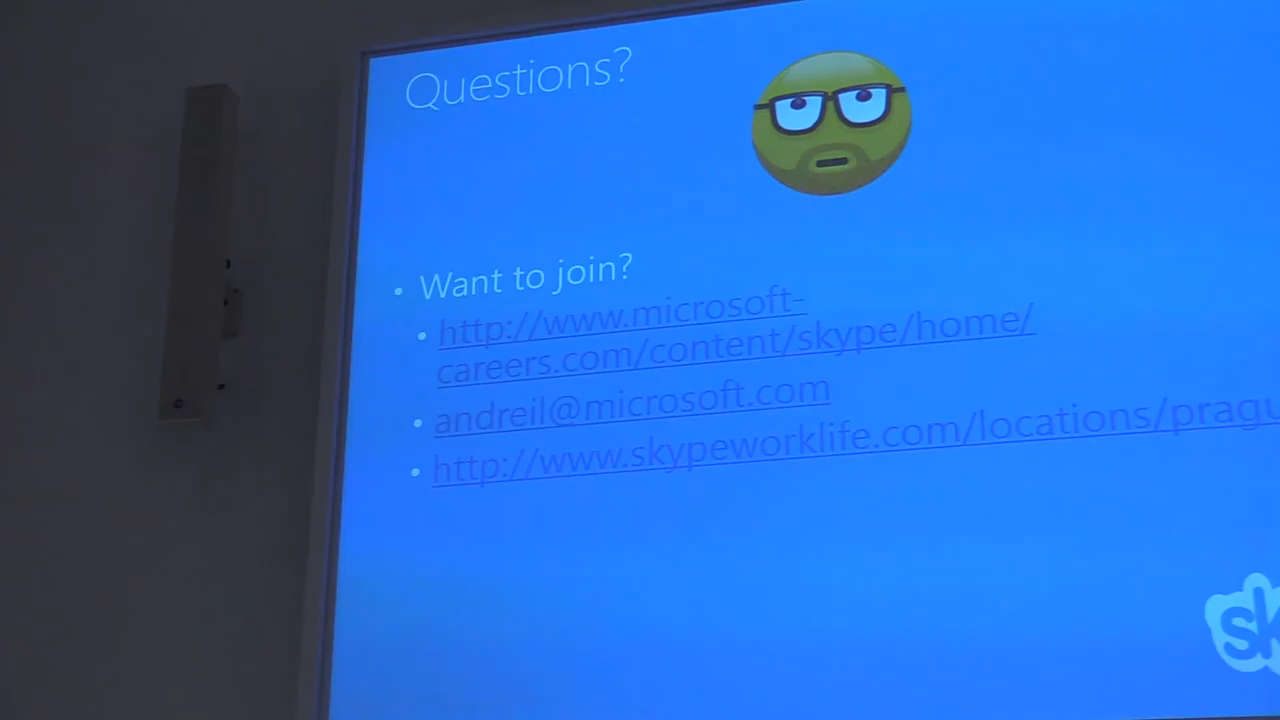 Questions?
• Want to join?
• http://www.microsoft-
careers.com/content/skype/home/
• andreil@microsoft.com
• http://www.skypeworklife.com/locations/pragu
sk